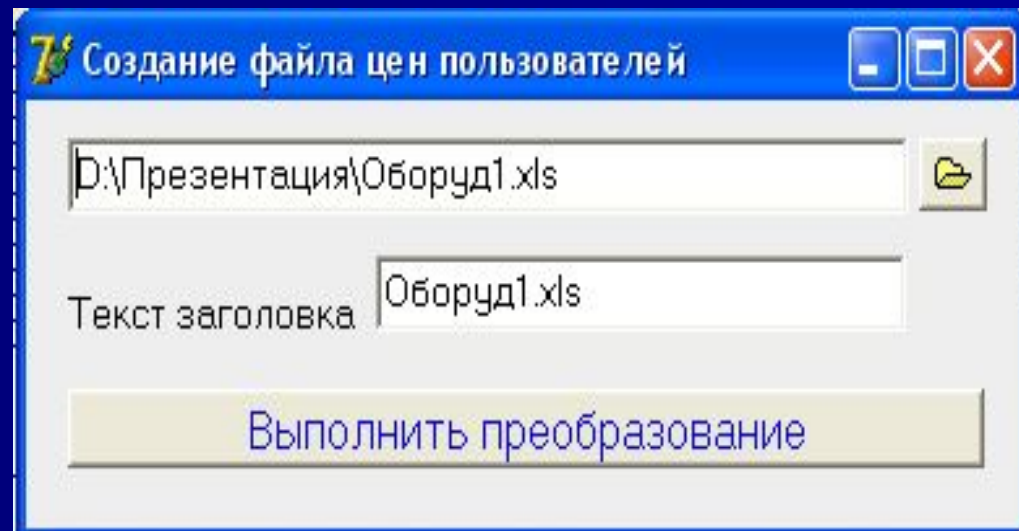 Создание файла цен пользователей
D:\Презентация\Оборуд1.xls
Текст заголовка
Оборуд1.xls
Выполнить преобразование